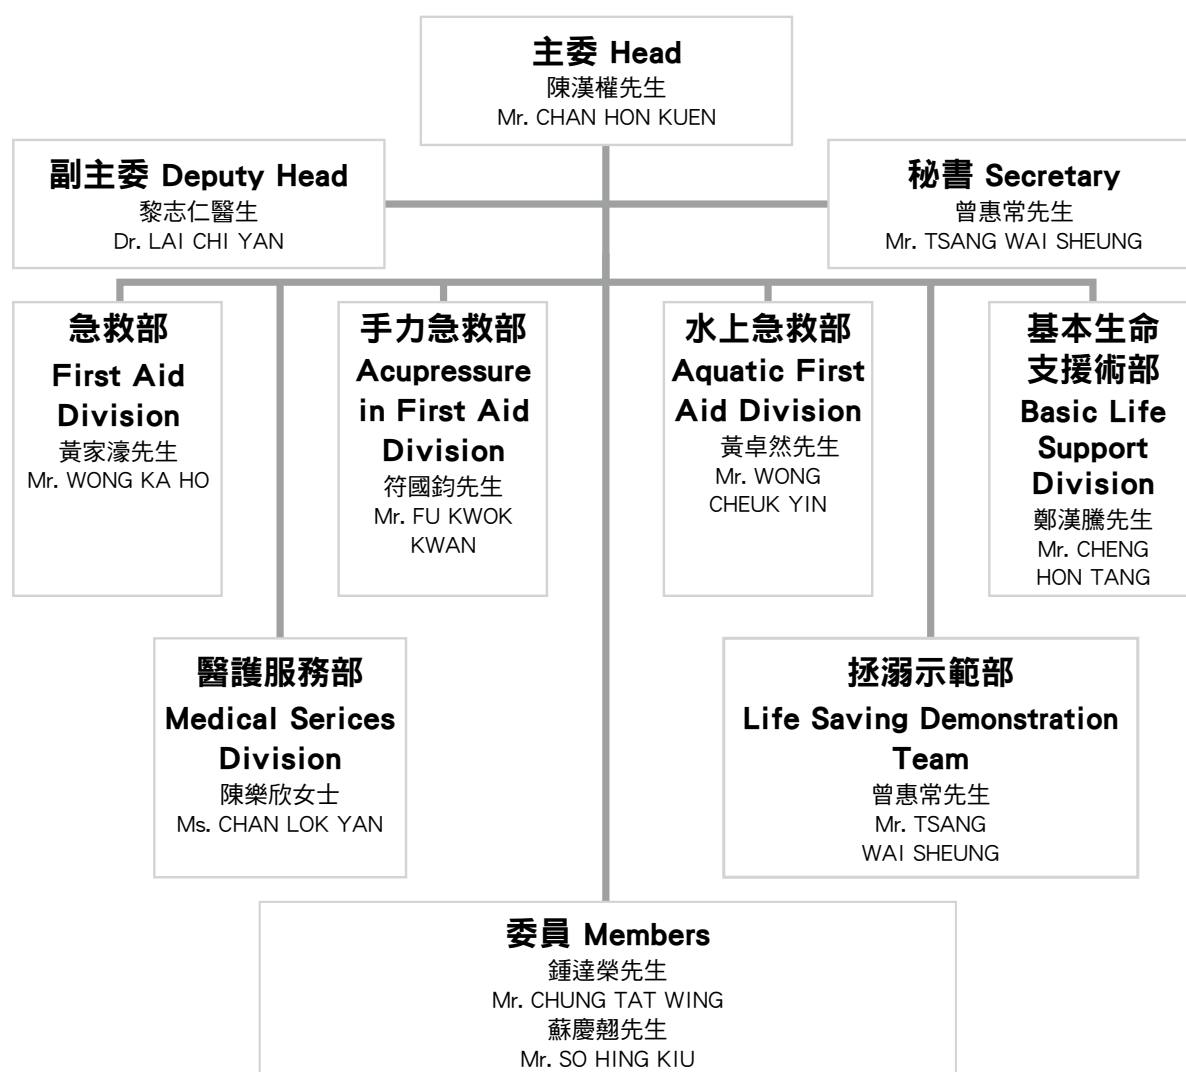 主委 Head
陳漢權先生
Mr. CHAN HON KUEN
副主委 Deputy Head
黎志仁醫生
Dr. LAI CHI YAN
秘書 Secretary
曾惠常先生
Mr. TSANG WAI SHEUNG
急救部
First Aid
Division
黃家濠先生
Mr. WONG KA HO
手力急救部
Acupressure
in First Aid
Division
符國鈞先生
Mr. FU KWOK
KWAN
水上急救部
Aquatic First
Aid Division
黃卓然先生
Mr. WONG
CHEUK YIN
基本生命
支援術部
Basic Life
Support
Division
鄭漢騰先生
Mr. CHENG
HON TANG
醫護服務部
Medical Serices
Division
陳樂欣女士
Ms. CHAN LOK YAN
拯溺示範部
Life Saving Demonstration
Team
曾惠常先生
Mr. TSANG
WAI SHEUNG
委員 Members
鍾達榮先生
Mr. CHUNG TAT WING
蘇慶翹先生
Mr. SO HING KIU